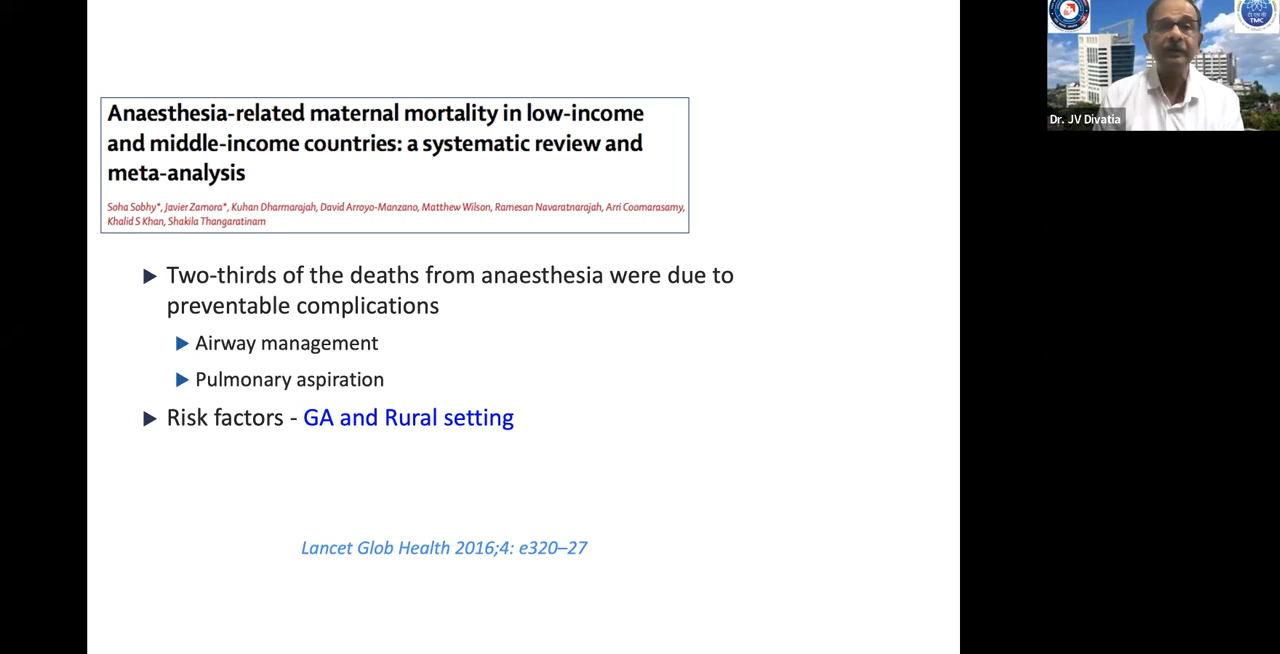 Anaesthesia-related maternal mortality in low-income
and middle-income countries: a systematic review and
meta-analysis
Soha Sobhy*, Javier Zamora*, Kuhan Dharmarajah, David Arroyo-Manzano, Matthew Wilson, Ramesan Navaratnarajah, Arri Coomarasamy,
Khalid S Khan, Shakila Thangaratinam
Two-thirds of the deaths from anaesthesia were due to
preventable complications
Airway management
Pulmonary aspiration
Risk factors - GA and Rural setting
Lancet Glob Health 2016;4: e320–27
TMC
Dr. JV Divatia